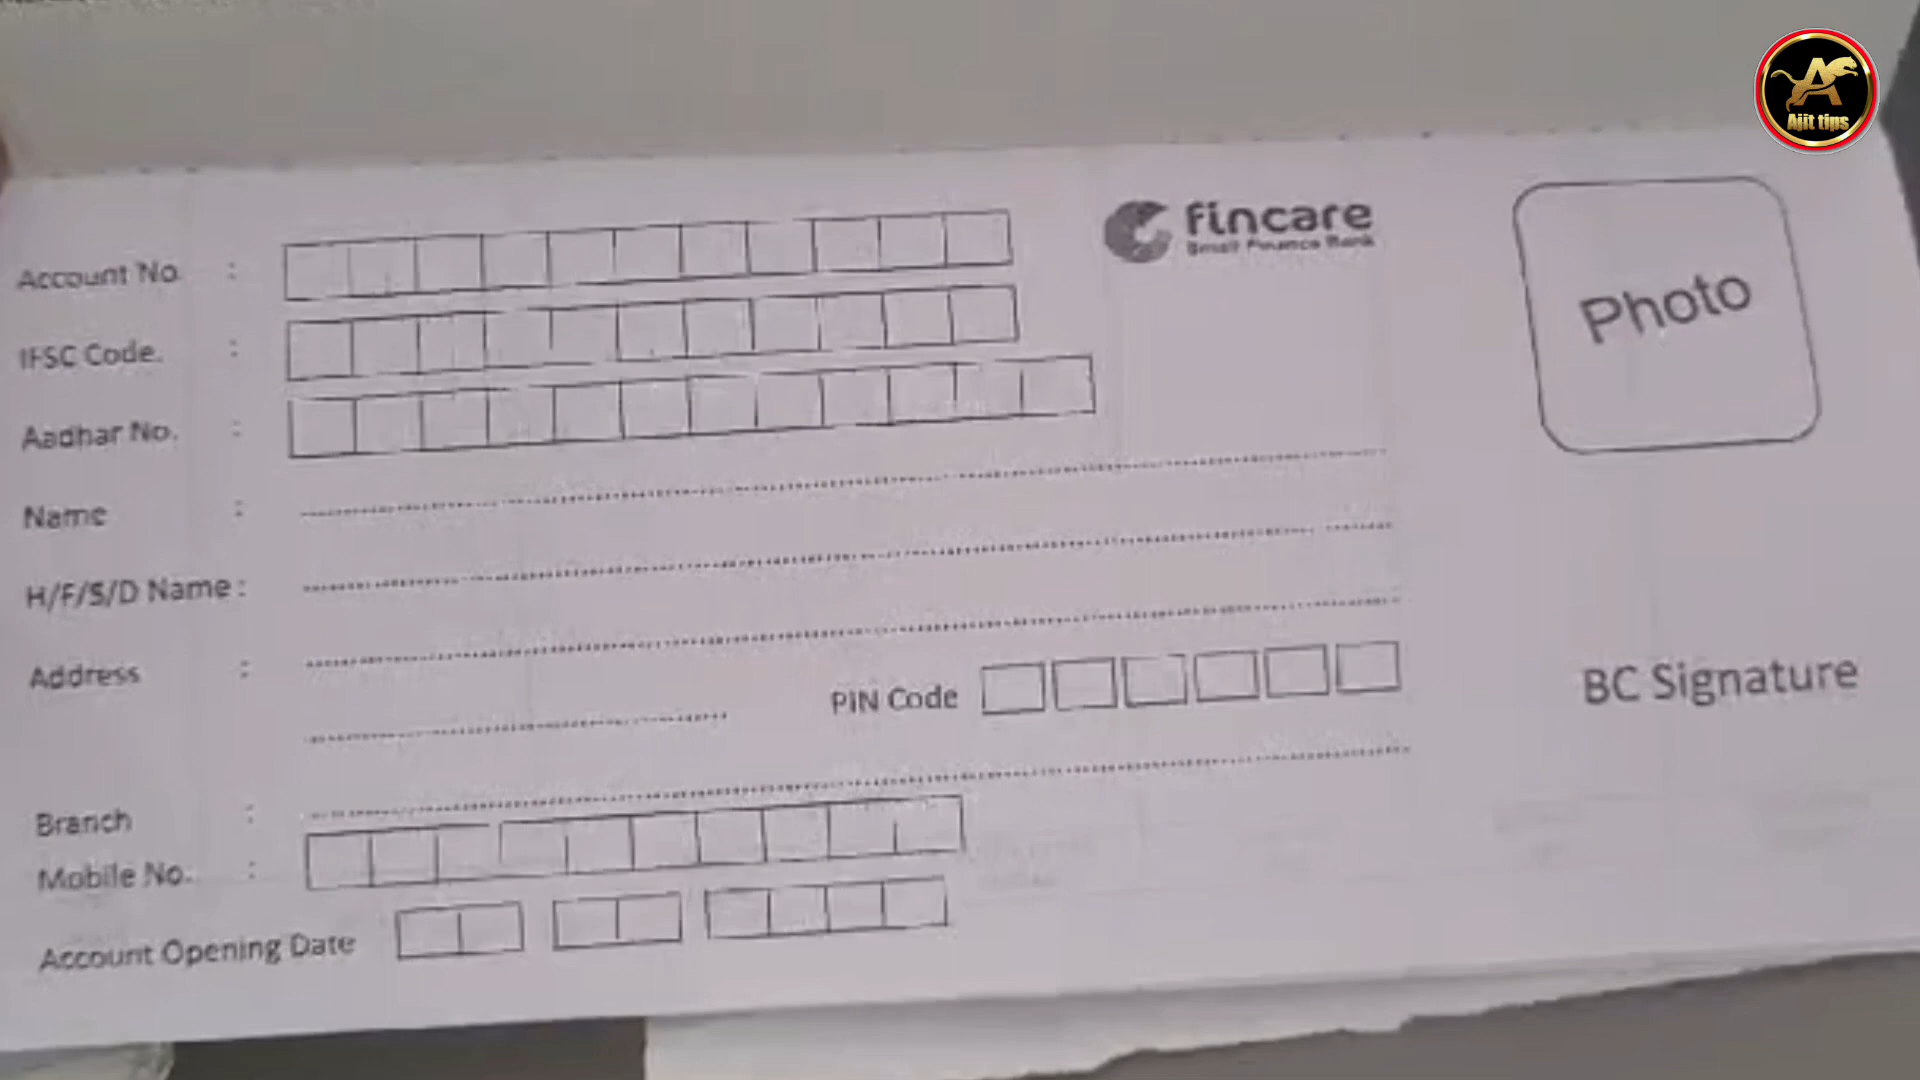 Ajit tips
fincare
Small Finance Bank
Photo
Account No :
IFSC Code. :
Aadhar No. :
Name :
H/F/S/D Name :
Address :
PIN Code
BC Signature
Branch :
Mobile No. :
Account Opening Date